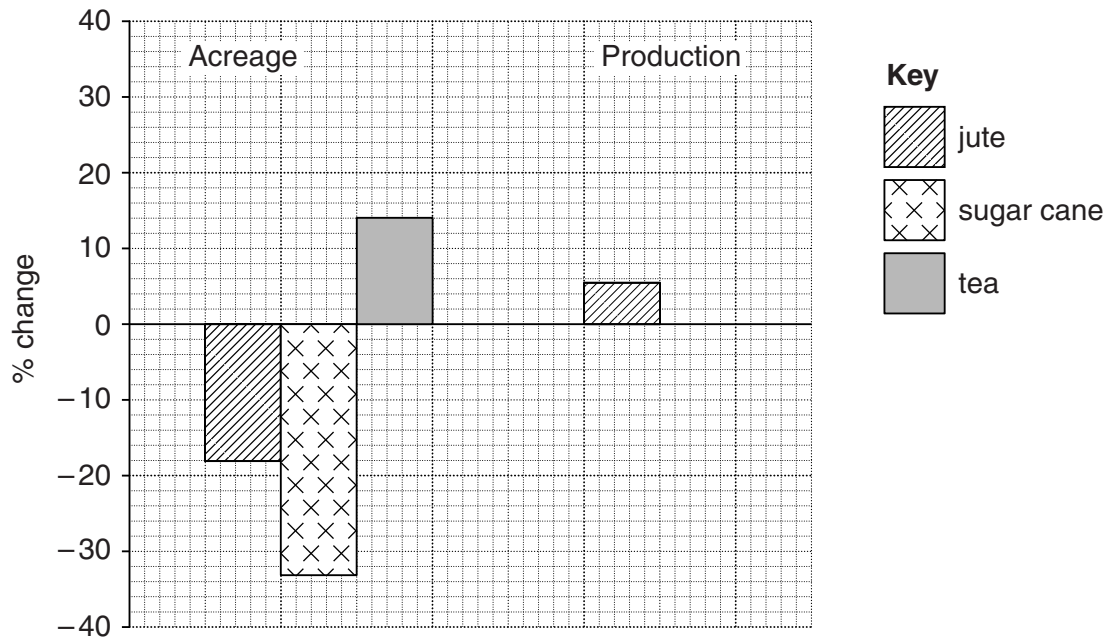 40
30
20
10
0
−10
−20
−30
−40
% change
Acreage
Production
Key
jute
sugar cane
tea